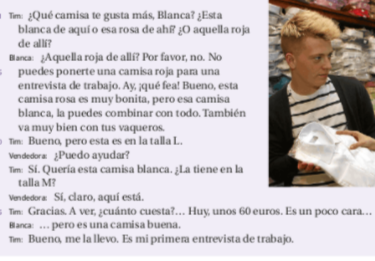 Tim: ¿Qué camisa te gusta más, Blanca? ¿Esta
blanca de aquí o esa rosa de ahí? ¿O aquella roja
de allí?
Blanca: ¿Aquella roja de allí? Por favor, no. No
puedes ponerte una camisa roja para una
entrevista de trabajo. Ay, ¡qué fea! Bueno, esta
camisa rosa es muy bonita, pero esa camisa
blanca, la puedes combinar con todo. También
va muy bien con tus vaqueros.
Tim: Bueno, pero esta es en la talla L.
Vendedora: ¿Puedo ayudar?
Tim: Sí. Quería esta camisa blanca. ¿La tiene en la
talla M?
Vendedora: Sí, claro, aquí está.
Tim: Gracias. A ver, ¿cuánto cuesta?... Huy, unos 60 euros. Es un poco cara...
Blanca: ... pero es una camisa buena.
Tim: Bueno, me la llevo. Es mi primera entrevista de trabajo.